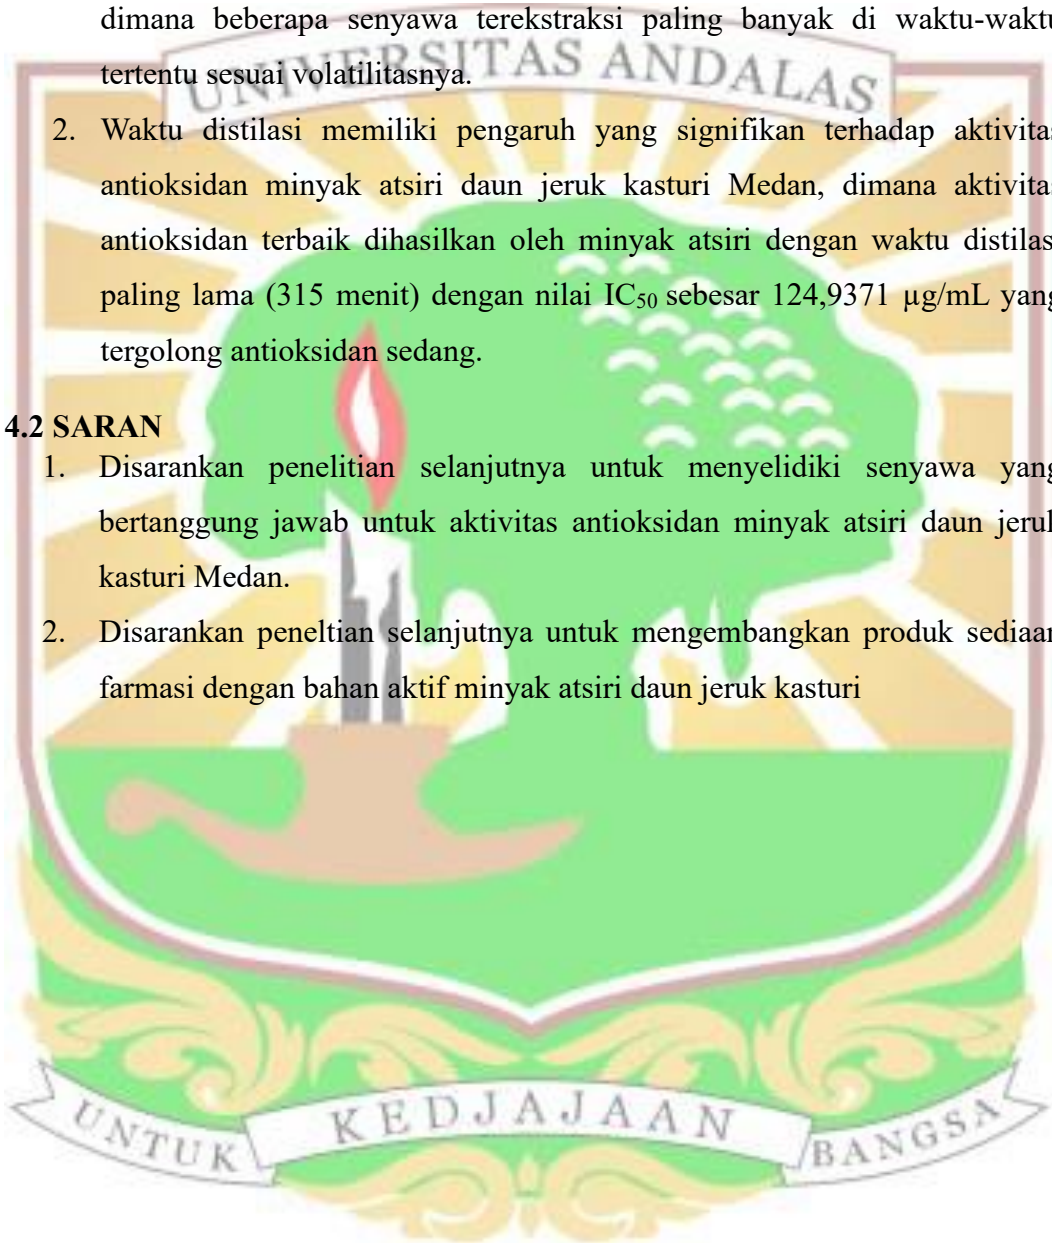 dimana beberapa senyawa terekstraksi paling banyak di waktu-waktu
UNIVERSITAS ANDALAS
tertentu sesuai volatilitasnya.
2. Waktu distilasi memiliki pengaruh yang signifikan terhadap aktivitas
antioksidan minyak atsiri daun jeruk kasturi Medan, dimana aktivitas
antioksidan terbaik dihasilkan oleh minyak atsiri dengan waktu distilasi
paling lama (315 menit) dengan nilai IC50 sebesar 124,9371 µg/mL yang
tergolong antioksidan sedang.
4.2 SARAN
1. Disarankan penelitian selanjutnya untuk menyelidiki senyawa yang
bertanggung jawab untuk aktivitas antioksidan minyak atsiri daun jeruk
kasturi Medan.
2. Disarankan peneltian selanjutnya untuk mengembangkan produk sediaan
farmasi dengan bahan aktif minyak atsiri daun jeruk kasturi
UNTUK KEDJAJAAN BANGSA